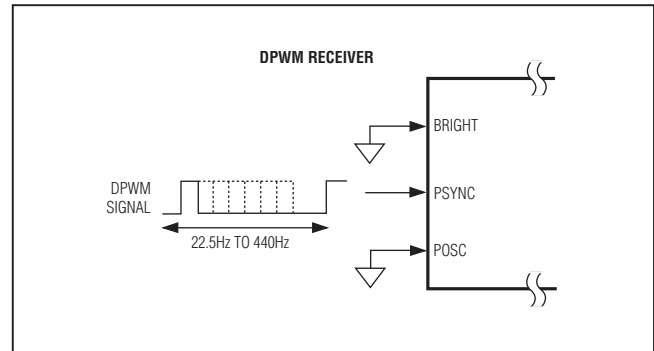 DPWM RECEIVER
BRIGHT
DPWM
SIGNAL
PSYNC
22.5Hz TO 440Hz
POSC